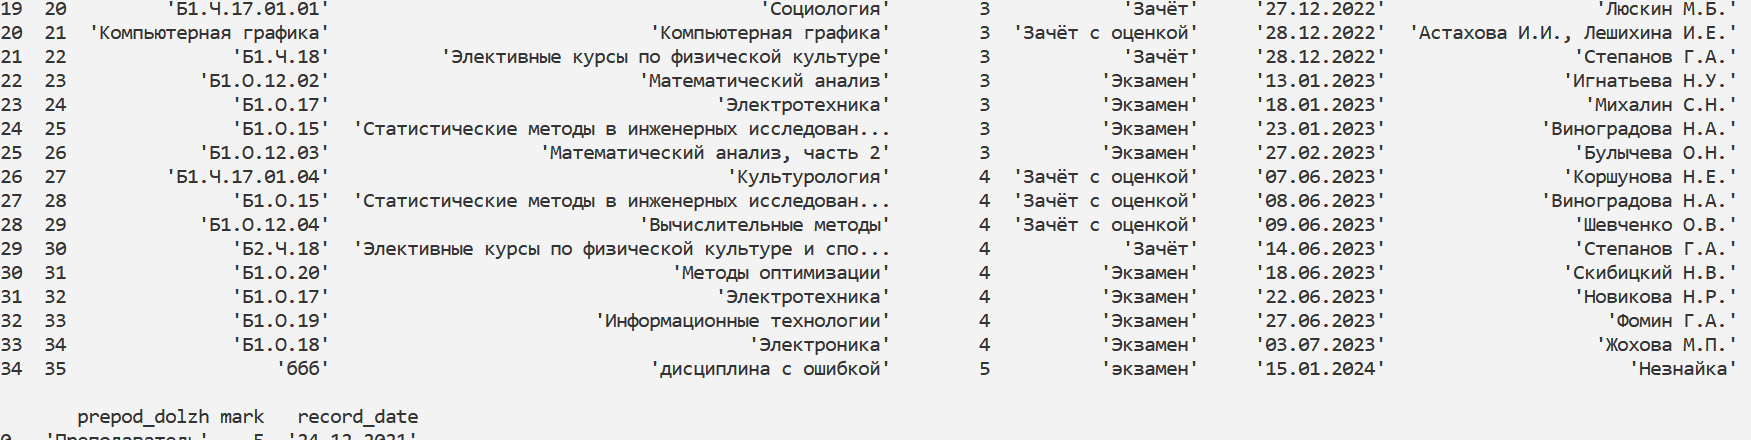 19 20 'Б1.Ч.17.01.01' 'Социология' 3 'Зачёт' '27.12.2022' 'Люскин М.Б.'
20 21 'Компьютерная графика' 'Компьютерная графика' 3 'Зачёт с оценкой' '28.12.2022' 'Астахова И.И., Лешихина И.Е.'
21 22 'Б1.Ч.18' 'Элективные курсы по физической культуре' 3 'Зачёт' '28.12.2022' 'Степанов Г.А.'
22 23 'Б1.О.12.02' 'Математический анализ' 3 'Экзамен' '13.01.2023' 'Игнатьева Н.У.'
23 24 'Б1.О.17' 'Электротехника' 3 'Экзамен' '18.01.2023' 'Михалин С.Н.'
24 25 'Б1.О.15' 'Статистические методы в инженерных исследован... 3 'Экзамен' '23.01.2023' 'Виноградова Н.А.'
25 26 'Б1.О.12.03' 'Математический анализ, часть 2' 3 'Экзамен' '27.02.2023' 'Булычева О.Н.'
26 27 'Б1.Ч.17.01.04' 'Культурология' 4 'Зачёт с оценкой' '07.06.2023' 'Коршунова Н.Е.'
27 28 'Б1.О.15' 'Статистические методы в инженерных исследован... 4 'Зачёт с оценкой' '08.06.2023' 'Виноградова Н.А.'
28 29 'Б1.О.12.04' 'Вычислительные методы' 4 'Зачёт с оценкой' '09.06.2023' 'Шевченко О.В.'
29 30 'Б2.Ч.18' 'Элективные курсы по физической культуре и спо... 4 'Зачёт' '14.06.2023' 'Степанов Г.А.'
30 31 'Б1.О.20' 'Методы оптимизации' 4 'Экзамен' '18.06.2023' 'Скибицкий Н.В.'
31 32 'Б1.О.17' 'Электротехника' 4 'Экзамен' '22.06.2023' 'Новикова Н.Р.'
32 33 'Б1.О.19' 'Информационные технологии' 4 'Экзамен' '27.06.2023' 'Фомин Г.А.'
33 34 'Б1.О.18' 'Электроника' 4 'Экзамен' '03.07.2023' 'Жохова М.П.'
34 35 'ббб' 'дисциплина с ошибкой' 5 'экзамен' '15.01.2024' 'Незнайка'
prepod_dolzh mark record_date
0 'Преподаватель' 5 '24.12.2021'